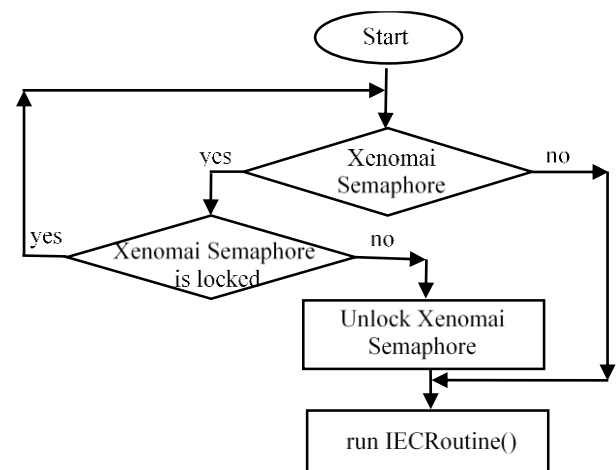 Start
yes
Xenomai
Semaphore
no
yes
Xenomai Semaphore
is locked
no
Unlock Xenomai
Semaphore
run IECRoutine()